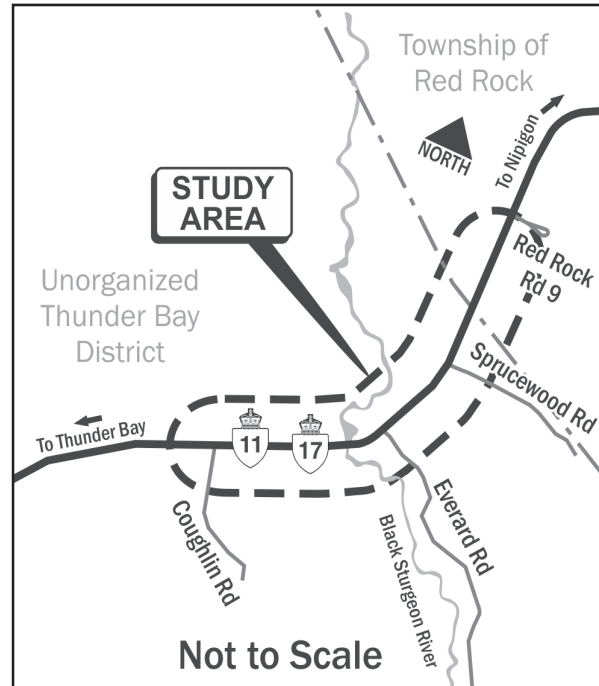 Township of
Red Rock
NORTH
To Nipigon
STUDY
AREA
Red Rock
Rd 9
Unorganized
Thunder Bay
District
Sprucewood Rd
To Thunder Bay
11
17
Coughlin Rd
Everard Rd
Black Sturgeon River
Not to Scale